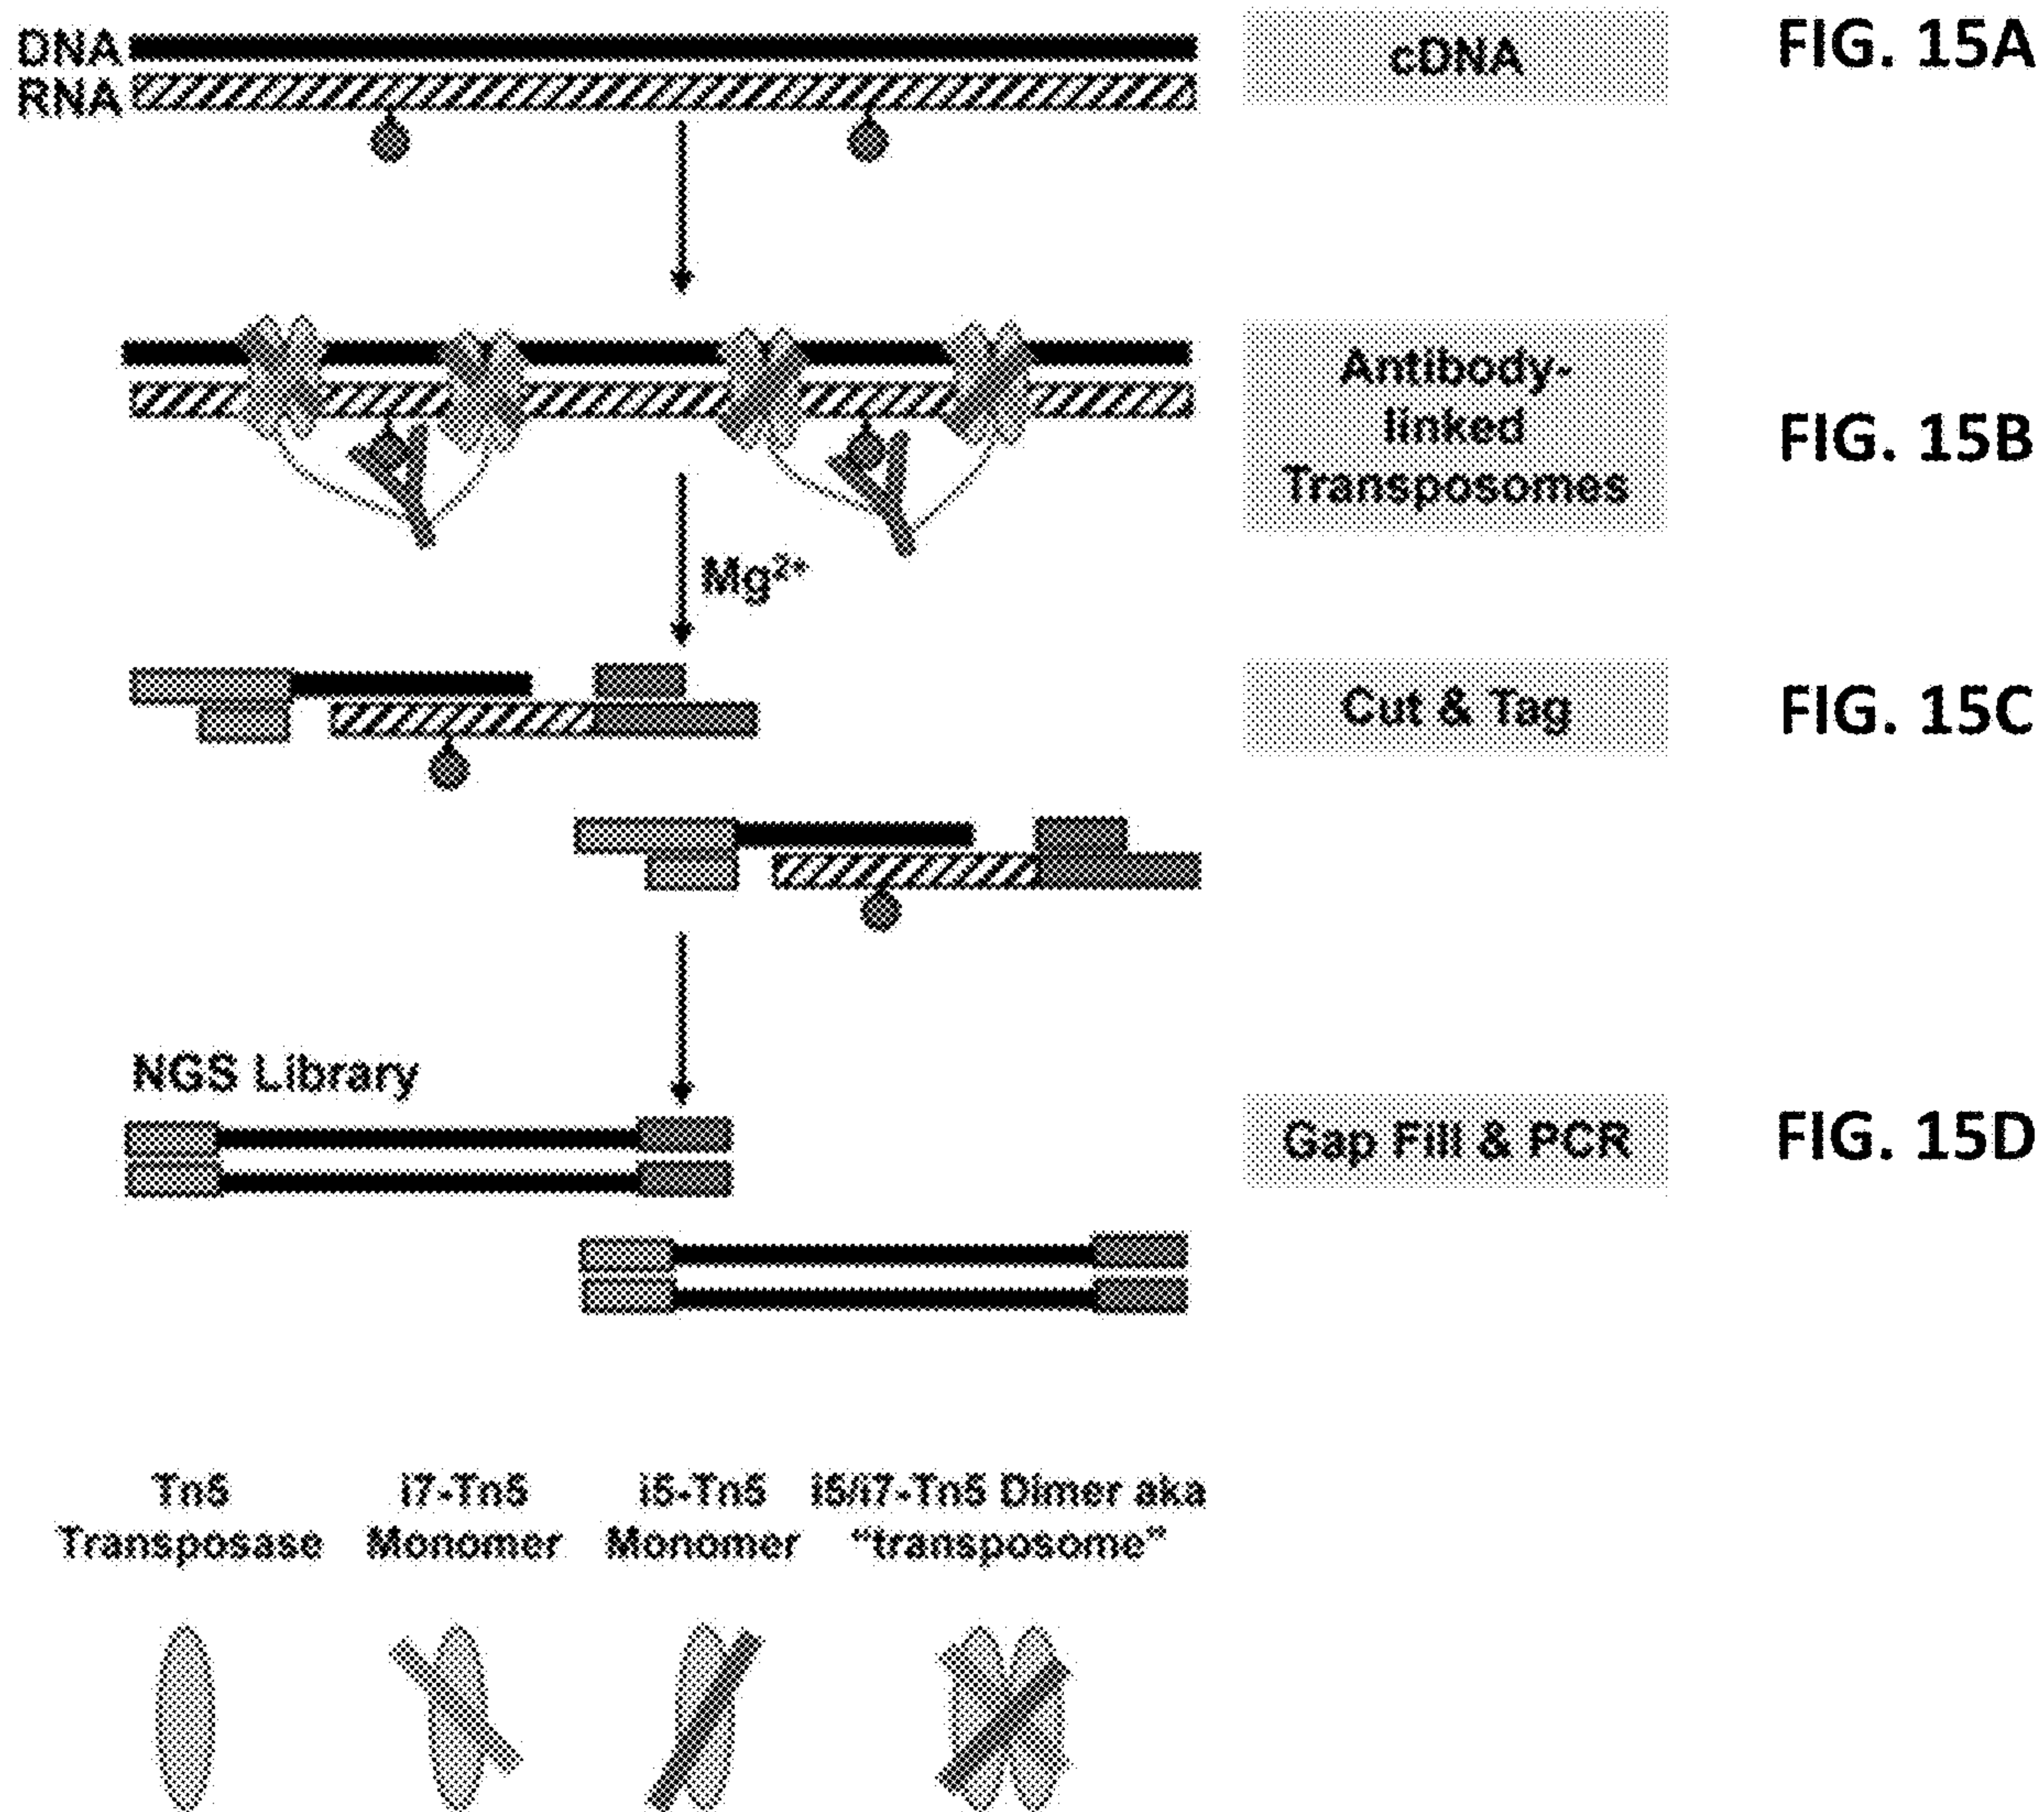 DNA
RNA
cDNA
FIG. 15A
Antibody-
linked
Transposomes
FIG. 15B
Mg²⁺
Cut & Tag
FIG. 15C
NGS Library
Gap Fill & PCR
FIG. 15D
Tn5
Transposase
i7-Tn5
Monomer
i5-Tn5
Monomer
i5/i7-Tn5 Dimer aka
“transposome”